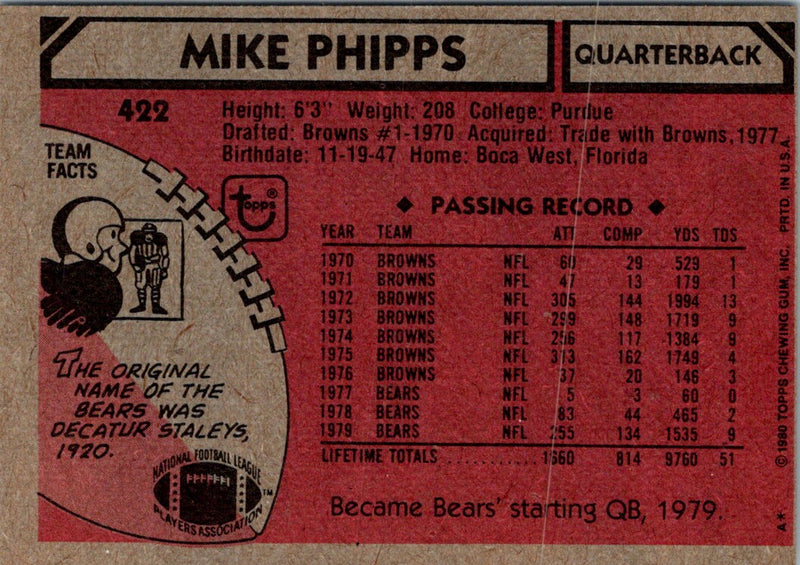 MIKE PHIPPS
QUARTERBACK
422
Height: 6'3" Weight: 208 College: Purdue
Drafted: Browns #1-1970 Acquired: Trade with Browns, 1977
Birthdate: 11-19-47 Home: Boca West, Florida
TEAM
FACTS
topps®
◆ PASSING RECORD ◆
YEAR TEAM ATT COMP YDS TDS
1970 BROWNS NFL 60 29 529 1
1971 BROWNS NFL 47 13 179 1
1972 BROWNS NFL 305 144 1994 13
1973 BROWNS NFL 299 148 1719 9
1974 BROWNS NFL 256 117 1384 9
1975 BROWNS NFL 313 162 1749 4
1976 BROWNS NFL 37 20 146 3
1977 BEARS NFL 5 3 60 0
1978 BEARS NFL 83 44 465 2
1979 BEARS NFL 255 134 1535 9
LIFETIME TOTALS .............. 1660 814 9760 51
Became Bears' starting QB, 1979.
THE ORIGINAL
NAME OF THE
BEARS WAS
DECATUR STALEYS,
1920.
NATIONAL FOOTBALL LEAGUE
PLAYERS ASSOCIATION™
A* © 1980 TOPPS CHEWING GUM, INC. PRTD. IN U.S.A.